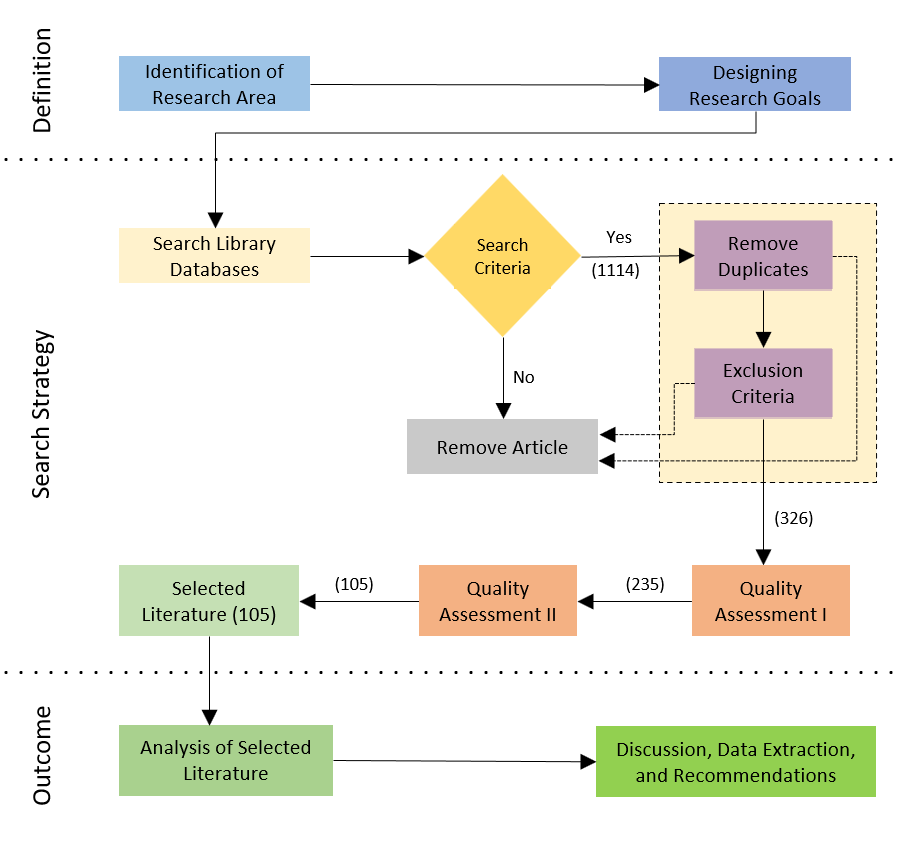 Definition
Identification of
Research Area
Designing
Research Goals
Search Strategy
Search Library
Databases
Search
Criteria
Yes
(1114)
Remove
Duplicates
No
Exclusion
Criteria
Remove Article
(326)
Selected
Literature (105)
(105)
Quality
Assessment II
(235)
Quality
Assessment I
Outcome
Analysis of Selected
Literature
Discussion, Data Extraction,
and Recommendations